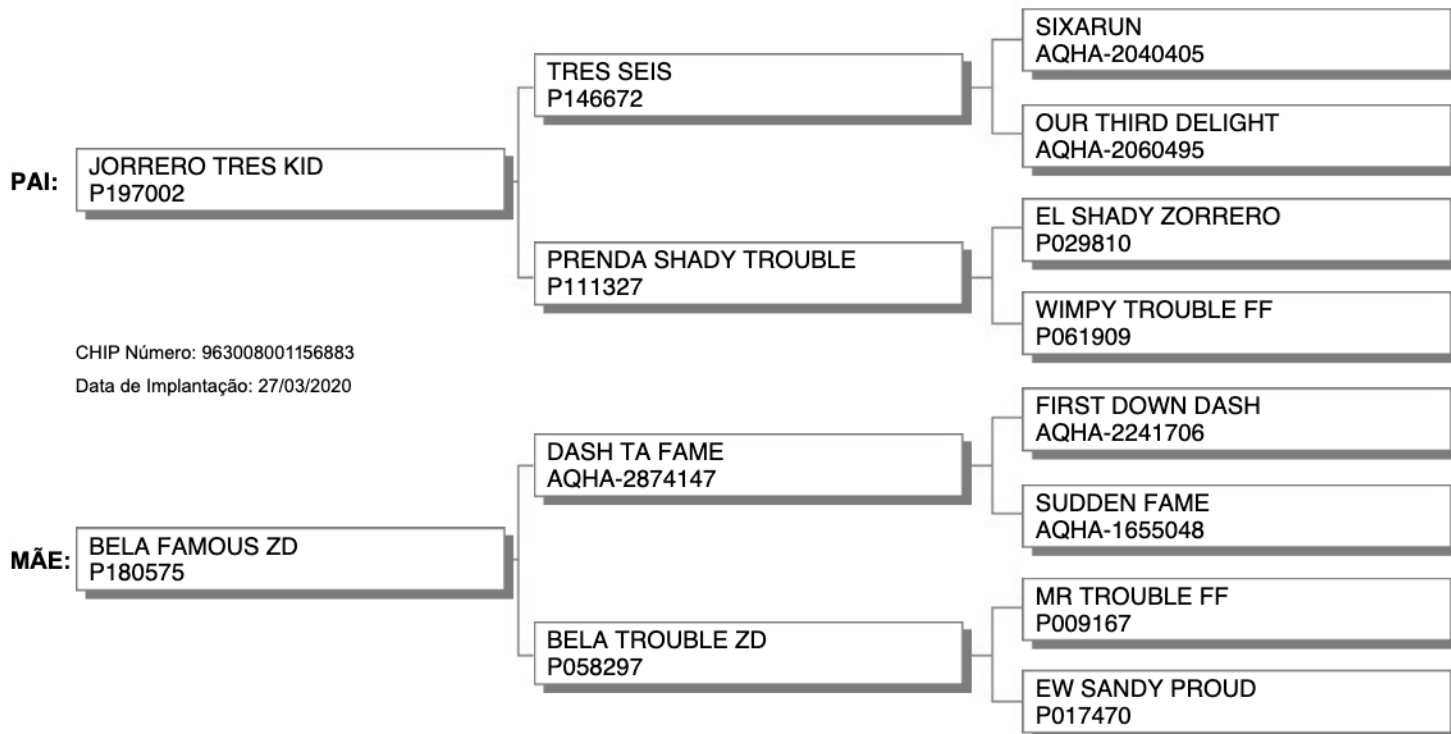 PAI:
JORRERO TRES KID
P197002
TRES SEIS
P146672
SIXARUN
AQHA-2040405
OUR THIRD DELIGHT
AQHA-2060495
PRENDA SHADY TROUBLE
P111327
EL SHADY ZORRERO
P029810
WIMPY TROUBLE FF
P061909
CHIP Número: 963008001156883
Data de Implantação: 27/03/2020
MÃE:
BELA FAMOUS ZD
P180575
DASH TA FAME
AQHA-2874147
FIRST DOWN DASH
AQHA-2241706
SUDDEN FAME
AQHA-1655048
BELA TROUBLE ZD
P058297
MR TROUBLE FF
P009167
EW SANDY PROUD
P017470